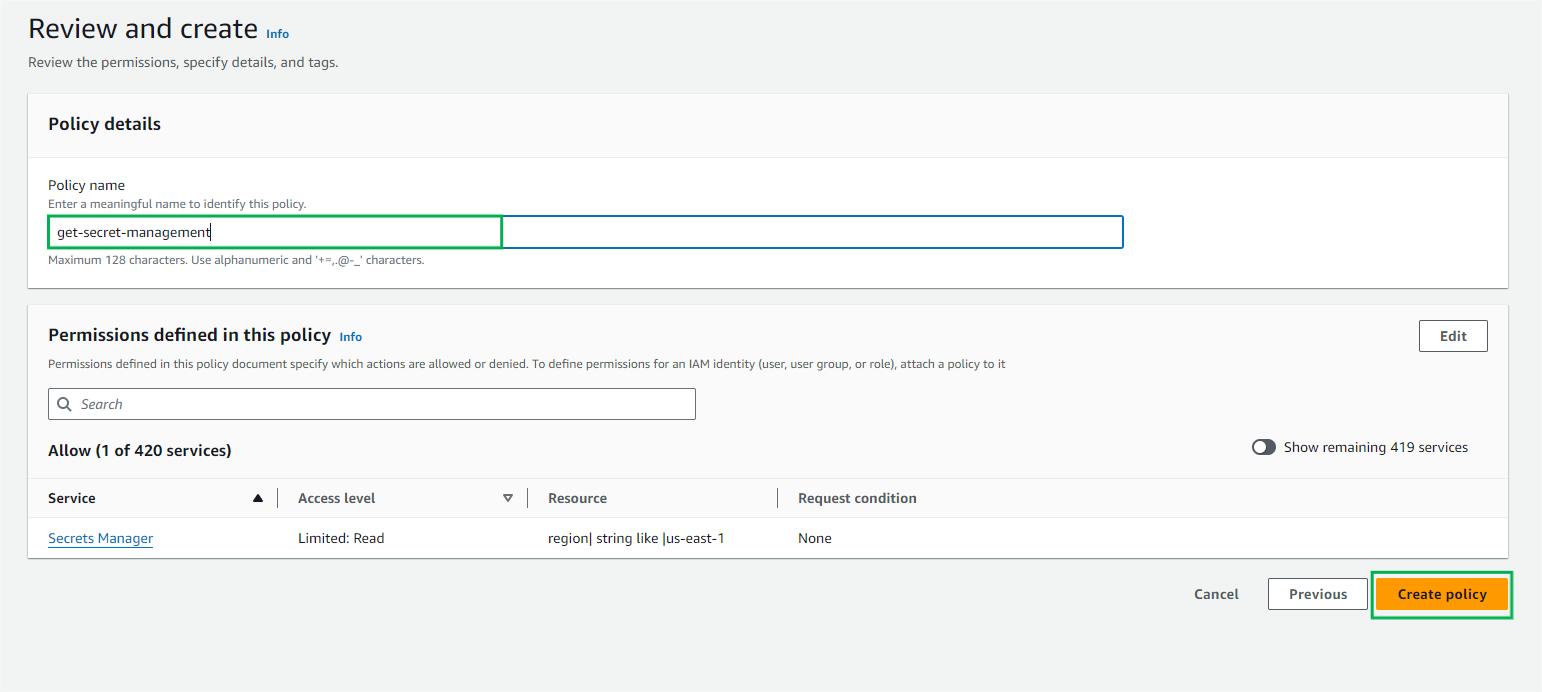 Review and create Info
Review the permissions, specify details, and tags.
Policy details
Policy name
Enter a meaningful name to identify this policy.
get-secret-management
Maximum 128 characters. Use alphanumeric and '+=,.@-_' characters.
Permissions defined in this policy Info
Edit
Permissions defined in this policy document specify which actions are allowed or denied. To define permissions for an IAM identity (user, user group, or role), attach a policy to it
Search
Allow (1 of 420 services)
Show remaining 419 services
Service Access level Resource Request condition
Secrets Manager Limited: Read region| string like |us-east-1 None
Cancel Previous Create policy